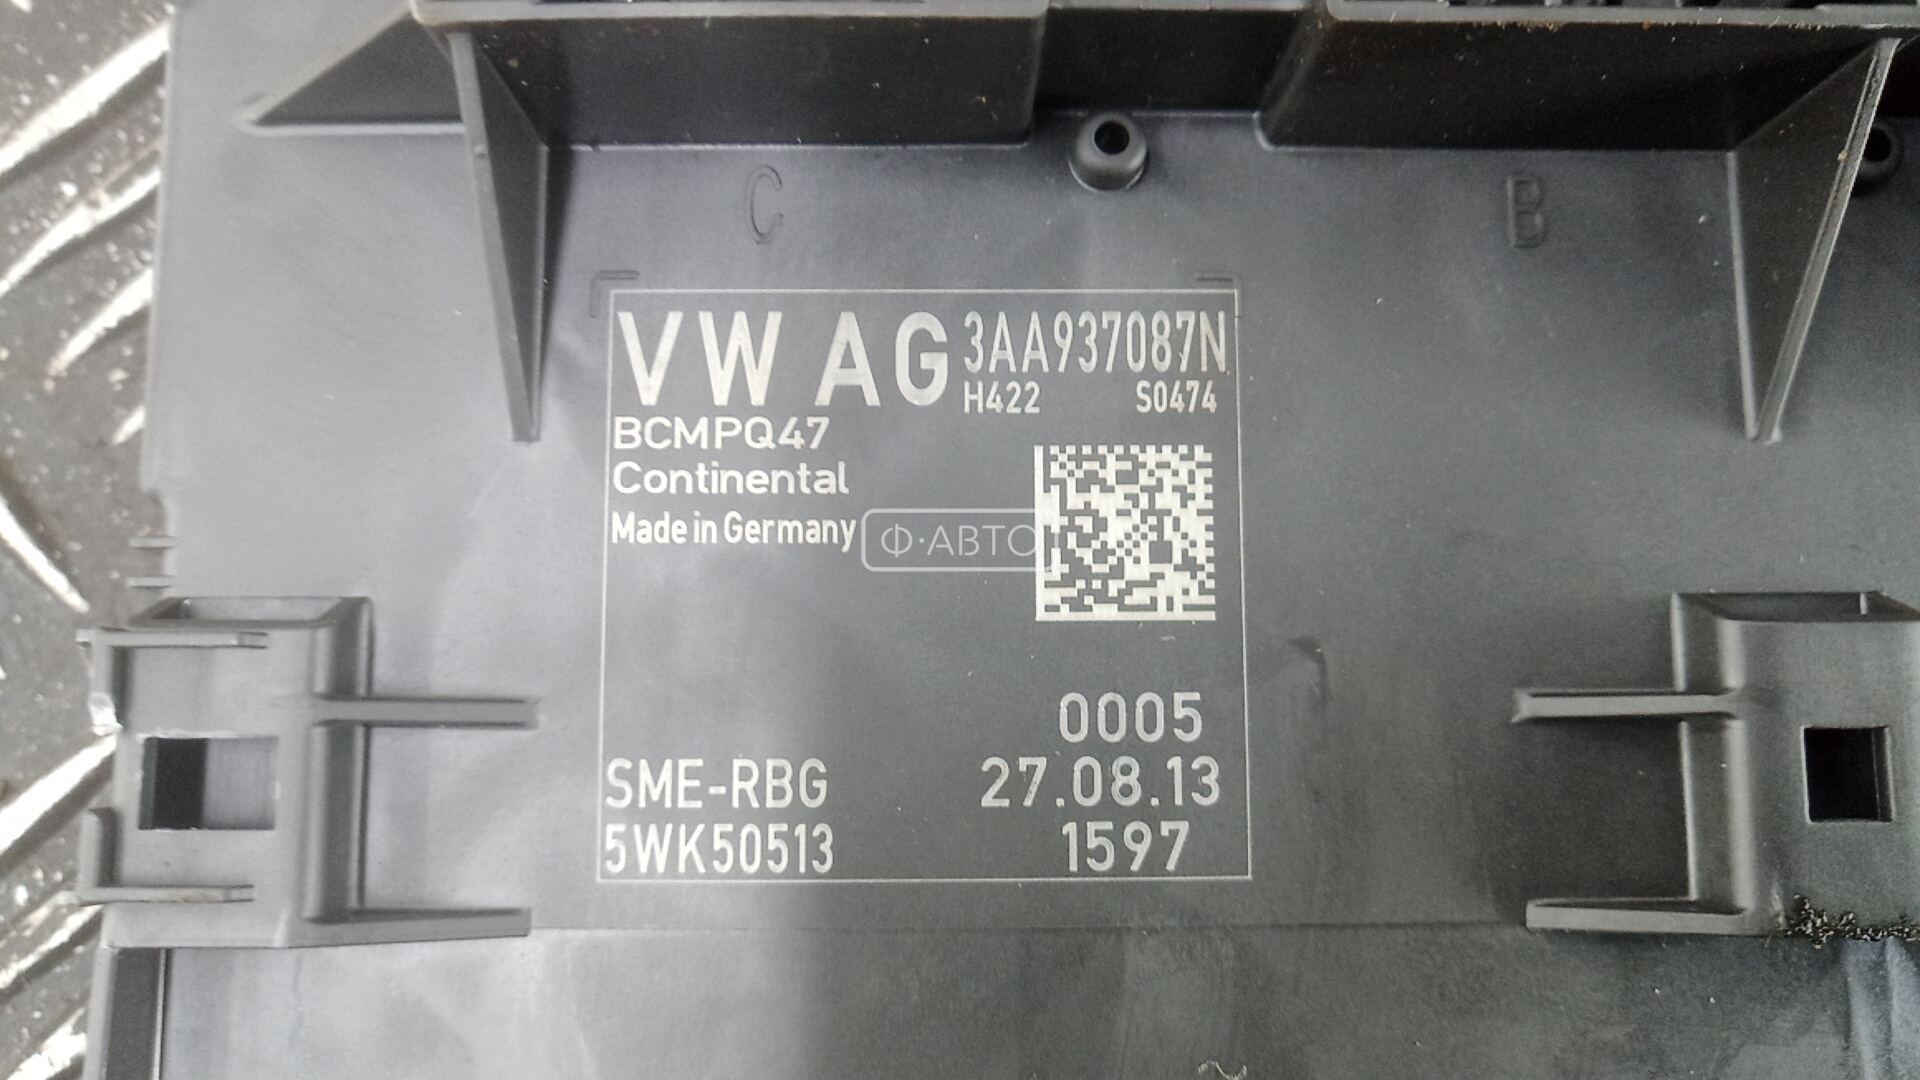 C
B
VW AG 3AA937087N
H422 S0474
BCMPQ47
Continental
Made in Germany
Ф·АВТО
0005
SME-RBG 27.08.13
5WK50513 1597